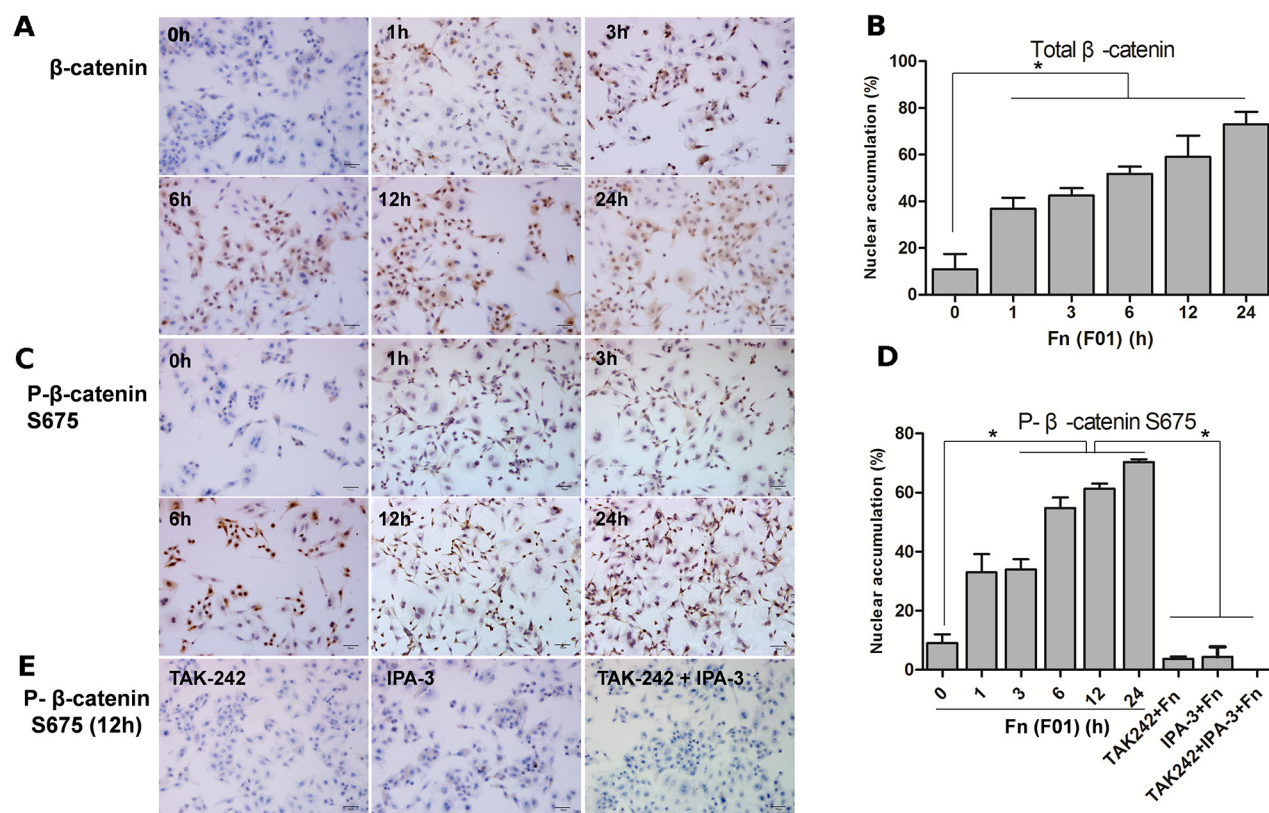 A
β-catenin
0h
1h
3h
6h
12h
24h
B
Total β -catenin
*
Nuclear accumulation (%)
100
80
60
40
20
0
0 1 3 6 12 24
Fn (F01) (h)
C
P-β-catenin
S675
0h
1h
3h
6h
12h
24h
D
P- β -catenin S675
* *
Nuclear accumulation (%)
80
60
40
20
0
0 1 3 6 12 24 TAK242+Fn IPA-3+Fn TAK242+IPA-3+Fn
Fn (F01) (h)
E
P- β-catenin
S675 (12h)
TAK-242
IPA-3
TAK-242 + IPA-3